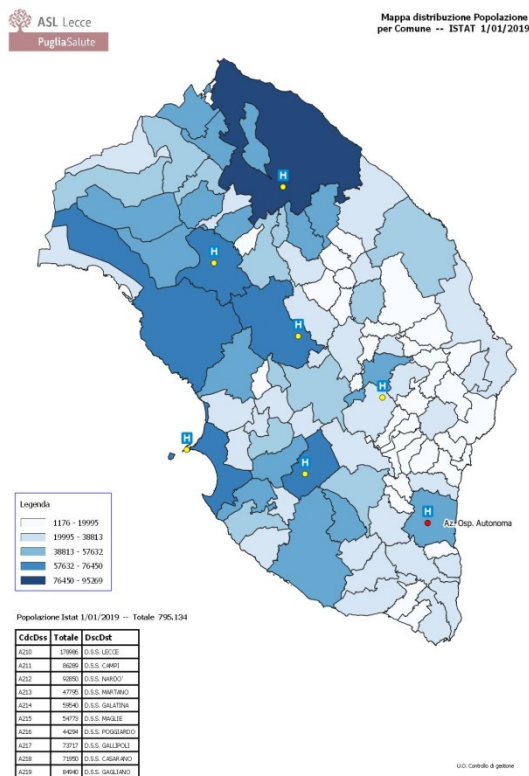 ASL Lecce
PugliaSalute
Mappa distribuzione Popolazione
per Comune -- ISTAT 1/01/2019
H
H
H
H
H
H
H
Az. Osp. Autonoma
Legenda
1176 - 19995
19995 - 38813
38813 - 57632
57632 - 76450
76450 - 95269
Popolazione Istat 1/01/2019 -- Totale 795.134
CdcDss Totale DscDst
A210 178986 D.S.S. LECCE
A211 86289 D.S.S. CAMPI
A212 92850 D.S.S. NARDO'
A213 47795 D.S.S. MARTANO
A214 59540 D.S.S. GALATINA
A215 54773 D.S.S. MAGLIE
A216 44294 D.S.S. POGGIARDO
A217 73717 D.S.S. GALLIPOLI
A218 71950 D.S.S. CASARANO
A219 84940 D.S.S. GAGLIANO
U.O. Controllo di gestione